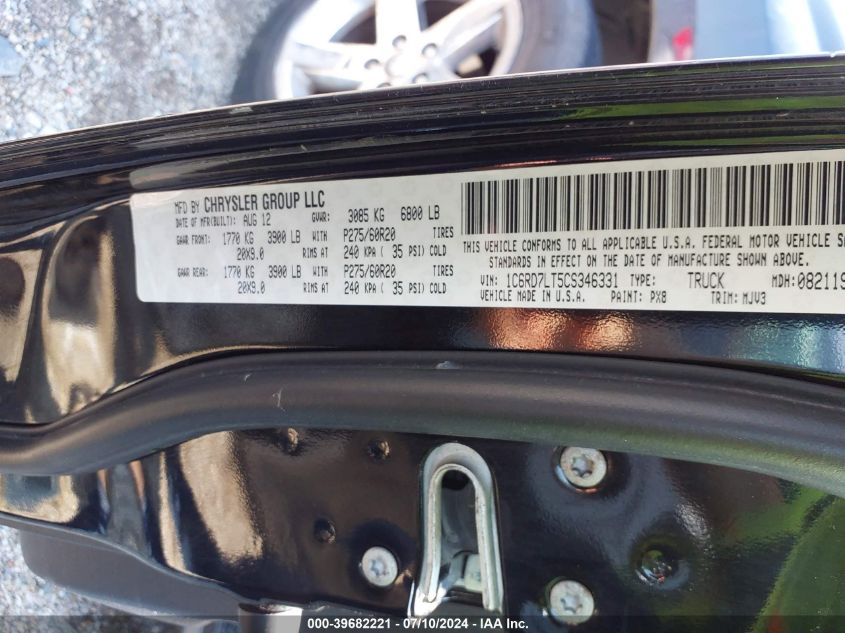 MFD BY CHRYSLER GROUP LLC
DATE OF MFR(BUILT): AUG 12 GVWR: 3085 KG 6800 LB
GAWR FRONT: 1770 KG 3900 LB WITH P275/60R20 TIRES
20X9.0 RIMS AT 240 KPA ( 35 PSI) COLD
GAWR REAR: 1770 KG 3900 LB WITH P275/60R20 TIRES
20X9.0 RIMS AT 240 KPA ( 35 PSI) COLD
THIS VEHICLE CONFORMS TO ALL APPLICABLE U.S.A. FEDERAL MOTOR VEHICLE SA
STANDARDS IN EFFECT ON THE DATE OF MANUFACTURE SHOWN ABOVE.
VIN: 1C6RD7LT5CS346331 TYPE: TRUCK MDH: 082119
VEHICLE MADE IN U.S.A. PAINT: PX8 TRIM: MJV3
000-39682221 - 07/10/2024 - IAA Inc.